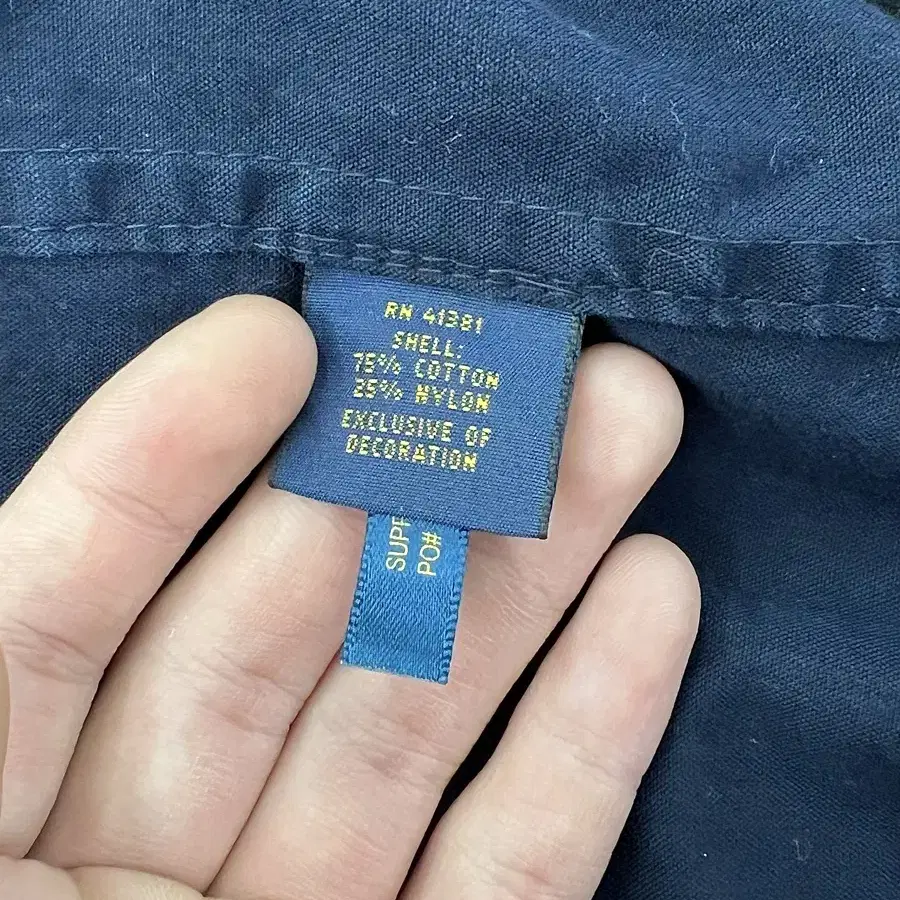 RN 41381
SHELL:
75% COTTON
25% NYLON
EXCLUSIVE OF
DECORATION
SUPP
PO#